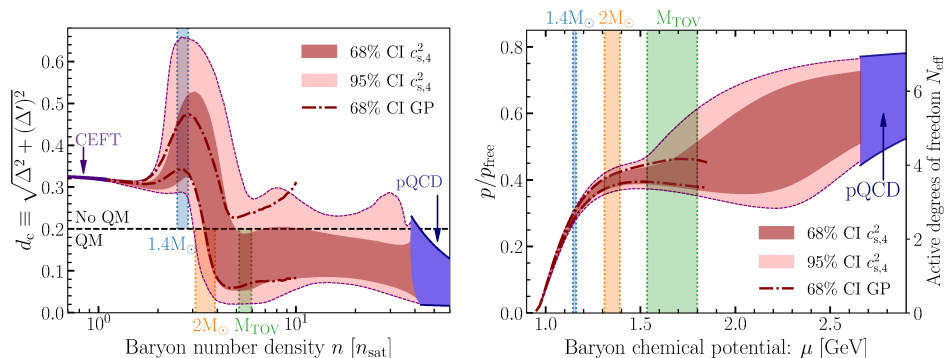 d_c ≡ √Δ² + (Δ′)²
0.6
0.5
0.4
0.3
0.2
0.1
0.0
68% CI c²s,4
95% CI c²s,4
68% CI GP
CEFT
pQCD
No QM
QM
1.4M⊙
2M⊙
M_TOV
10⁰
10¹
Baryon number density n [n_sat]
1.4M⊙
2M⊙
M_TOV
p/p_free
0.8
0.6
0.4
0.2
0.0
pQCD
68% CI c²s,4
95% CI c²s,4
68% CI GP
1.0
1.5
2.0
2.5
Baryon chemical potential: μ [GeV]
6
4
2
0
Active degrees of freedom N_eff